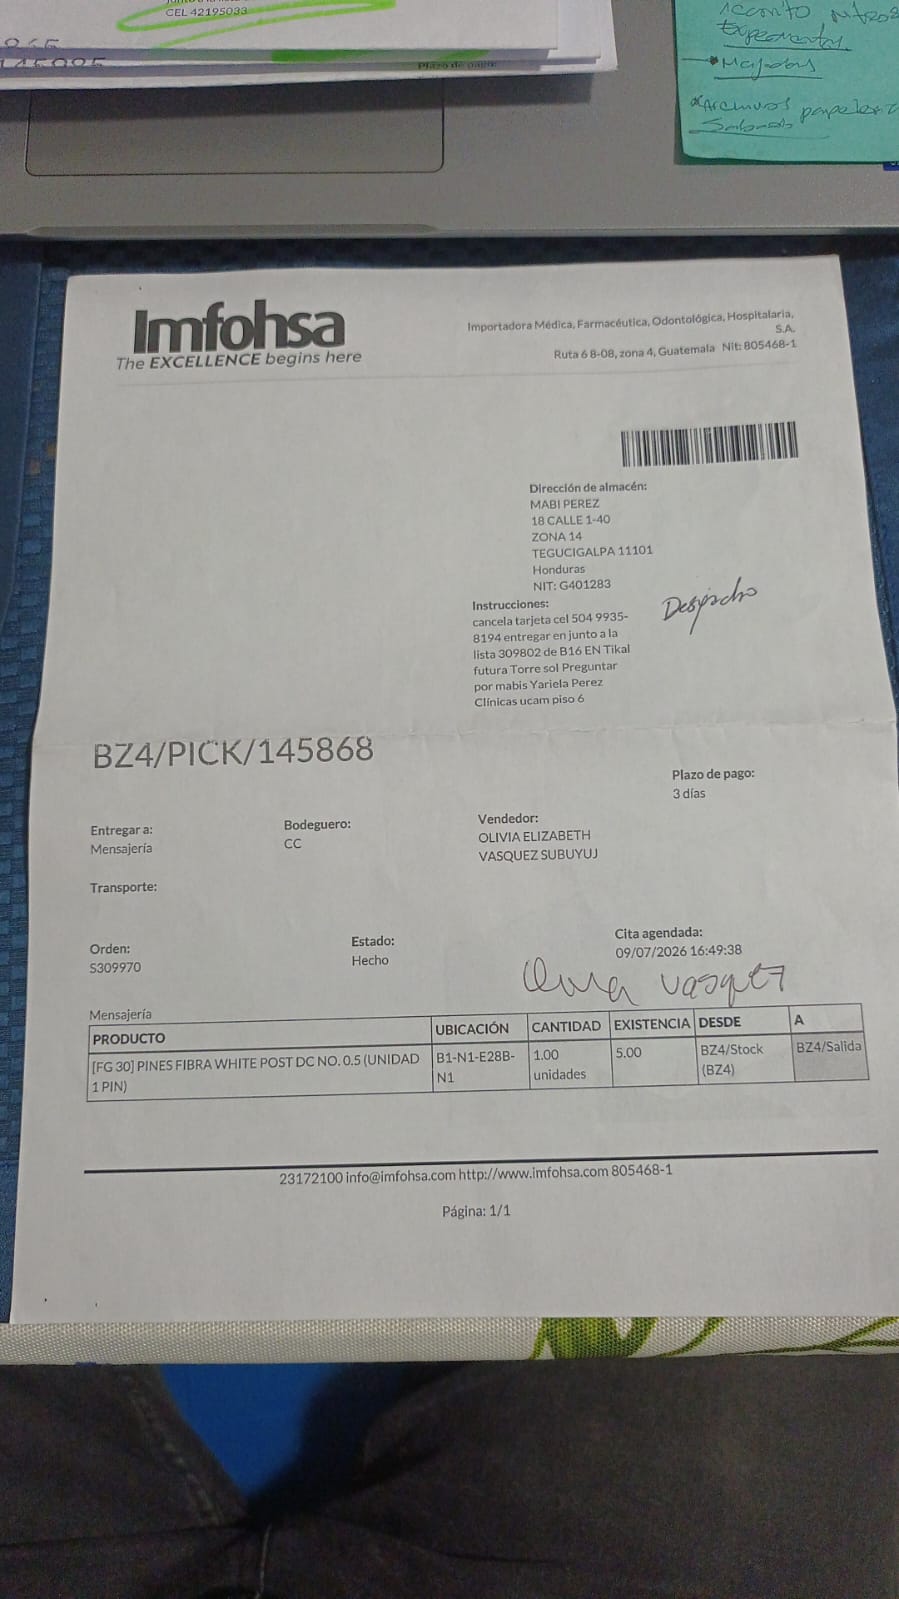 CEL 42195033
Plazo de pago:
Majadas
Imfohsa
The EXCELLENCE begins here
Importadora Médica, Farmacéutica, Odontológica, Hospitalaria,
S.A.
Ruta 6 8-08, zona 4, Guatemala Nit: 805468-1
Dirección de almacén:
MABI PEREZ
18 CALLE 1-40
ZONA 14
TEGUCIGALPA 11101
Honduras
NIT: G401283
Despacho
Instrucciones:
cancela tarjeta cel 504 9935-
8194 entregar en junto a la
lista 309802 de B16 EN Tikal
futura Torre sol Preguntar
por mabis Yariela Perez
Clínicas ucam piso 6
BZ4/PICK/145868
Plazo de pago:
3 días
Entregar a:
Mensajería
Bodeguero:
CC
Vendedor:
OLIVIA ELIZABETH
VASQUEZ SUBUYUJ
Transporte:
Orden:
S309970
Estado:
Hecho
Cita agendada:
09/07/2026 16:49:38
Vasquez
Mensajería
PRODUCTO UBICACIÓN CANTIDAD EXISTENCIA DESDE A
[FG 30] PINES FIBRA WHITE POST DC NO. 0.5 (UNIDAD B1-N1-E28B- 1.00 5.00 BZ4/Stock BZ4/Salida
1 PIN) N1 unidades (BZ4)
23172100 info@imfohsa.com http://www.imfohsa.com 805468-1
Página: 1/1